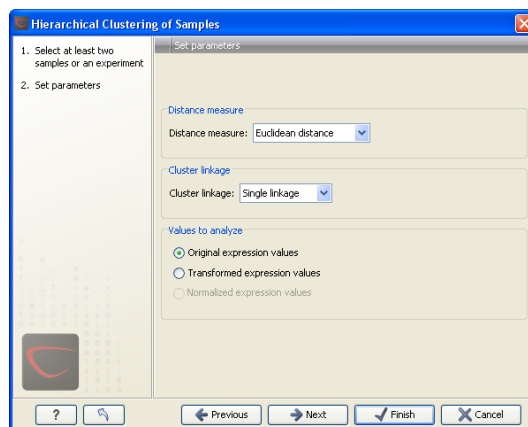 Hierarchical Clustering of Samples
1. Select at least two
samples or an experiment
2. Set parameters
Set parameters
Distance measure
Distance measure: Euclidean distance
Cluster linkage
Cluster linkage: Single linkage
Values to analyze
Original expression values
Transformed expression values
Normalized expression values
? Previous Next Finish Cancel